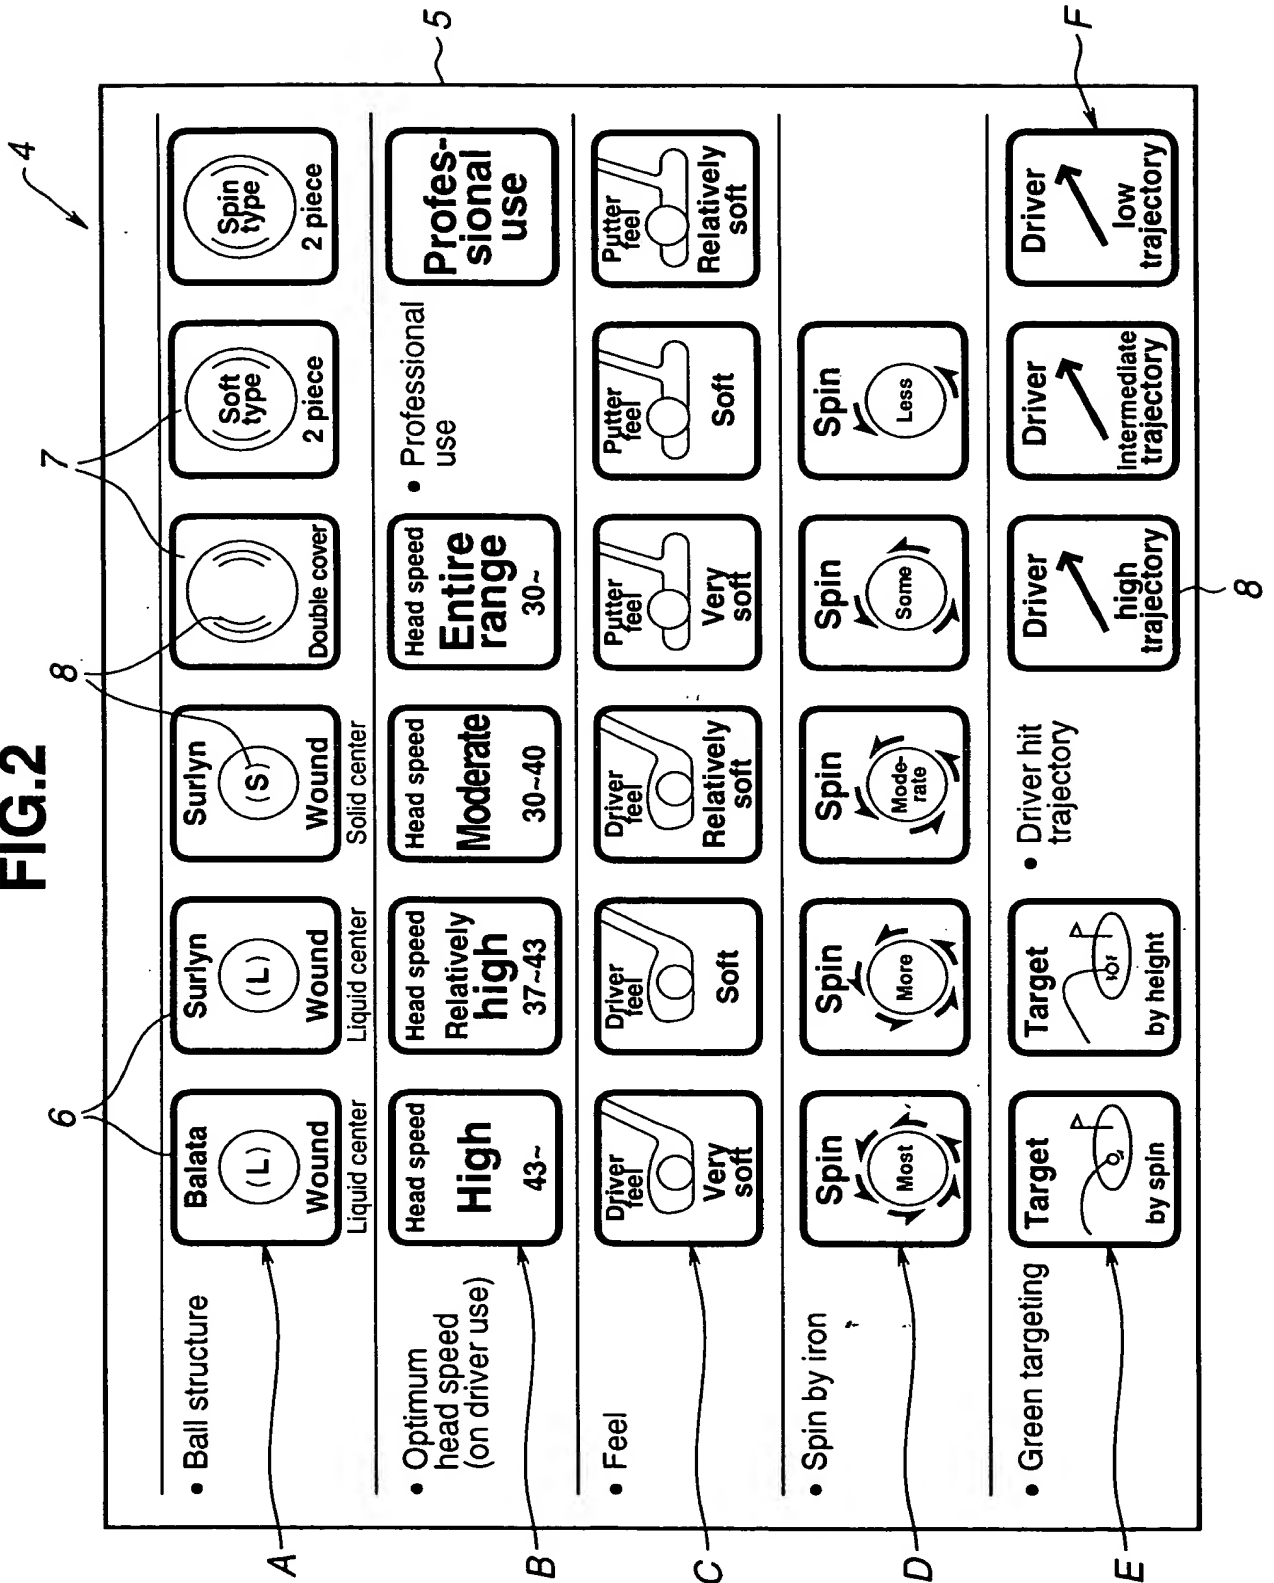 FIG.2
4
5
6
8
7
A
• Ball structure
Balata
(L)
Wound
Liquid center
Surlyn
(L)
Wound
Liquid center
Surlyn
(S)
Wound
Solid center
Double cover
Soft
type
2 piece
Spin
type
2 piece
B
• Optimum
head speed
(on driver use)
Head speed
High
43~
Head speed
Relatively
high
37~43
Head speed
Moderate
30~40
Head speed
Entire
range
30~
• Professional
use
Profes-
sional
use
C
• Feel
Driver
feel
Very
soft
Driver
feel
Soft
Driver
feel
Relatively
soft
Putter
feel
Very
soft
Putter
feel
Soft
Putter
feel
Relatively
soft
D
• Spin by iron
Spin
Most
Spin
More
Spin
Mode-
rate
Spin
Some
Spin
Less
E
• Green targeting
Target
by spin
Target
by height
• Driver hit
trajectory
Driver
high
trajectory
8
Driver
Intermediate
trajectory
Driver
low
trajectory
F